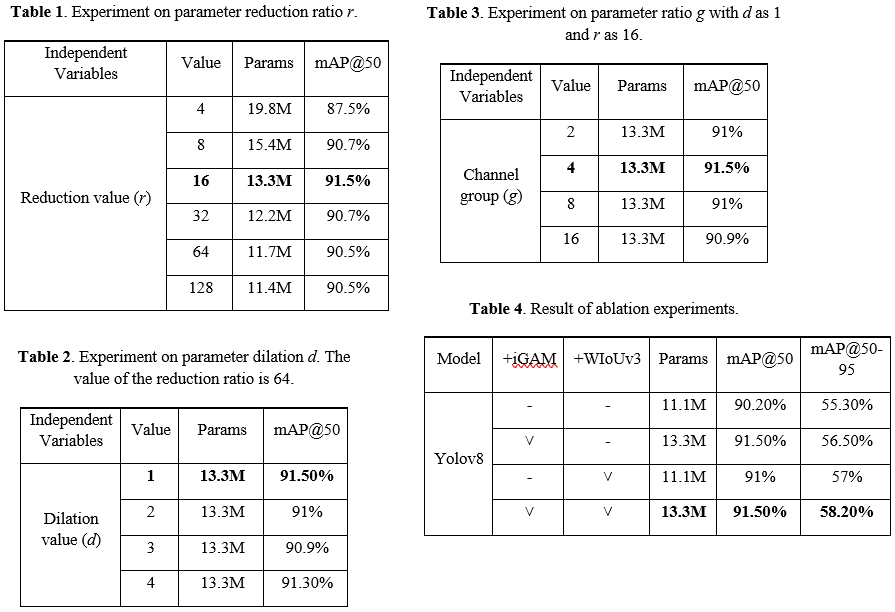 Table 1. Experiment on parameter reduction ratio r.
Independent Variables Value Params mAP@50
Reduction value (r)
4 19.8M 87.5%
8 15.4M 90.7%
16 13.3M 91.5%
32 12.2M 90.7%
64 11.7M 90.5%
128 11.4M 90.5%
Table 2. Experiment on parameter dilation d. The
value of the reduction ratio is 64.
Independent Variables Value Params mAP@50
Dilation value (d)
1 13.3M 91.50%
2 13.3M 91%
3 13.3M 90.9%
4 13.3M 91.30%
Table 3. Experiment on parameter ratio g with d as 1
and r as 16.
Independent Variables Value Params mAP@50
Channel group (g)
2 13.3M 91%
4 13.3M 91.5%
8 13.3M 91%
16 13.3M 90.9%
Table 4. Result of ablation experiments.
Model +iGAM +WIoUv3 Params mAP@50 mAP@50-95
Yolov8
- - 11.1M 90.20% 55.30%
V - 13.3M 91.50% 56.50%
- V 11.1M 91% 57%
V V 13.3M 91.50% 58.20%